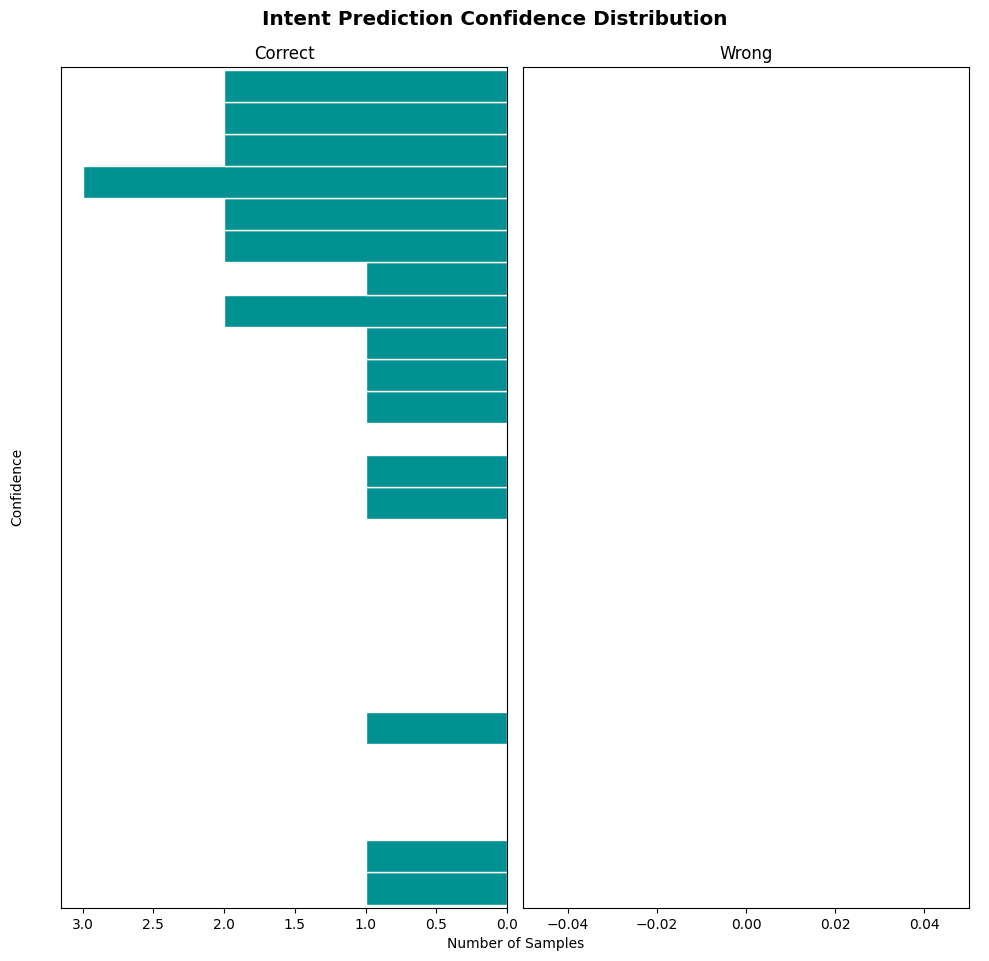 Intent Prediction Confidence Distribution
Correct
Wrong
Confidence
3.0 2.5 2.0 1.5 1.0 0.5 0.0
−0.04 −0.02 0.00 0.02 0.04
Number of Samples